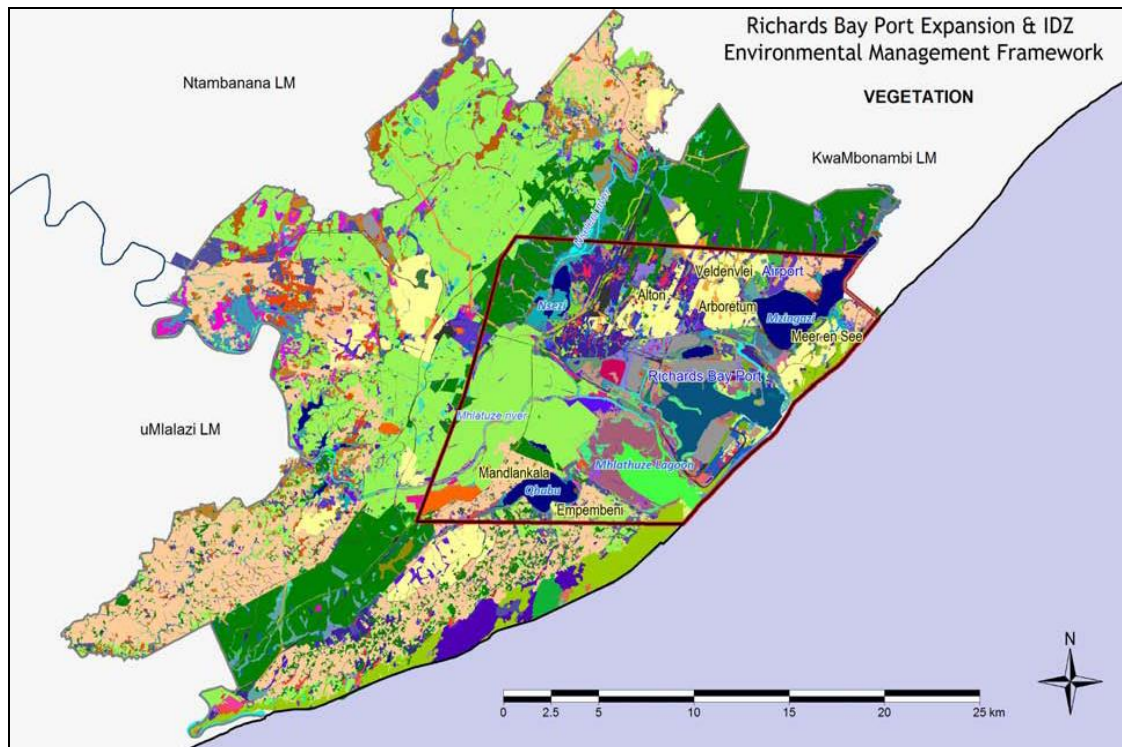 Richards Bay Port Expansion & IDZ
Environmental Management Framework
VEGETATION
Ntambanana LM
KwaMbonambi LM
Veldenvlei Airport
Nsezi
Alton
Arboretum
Mzingazi
Meer en See
Richards Bay Port
Mhlatuze river
uMlalazi LM
Mandlankala
Mhlathuze Lagoon
Qhubu
Empembeni
N
0 2.5 5 10 15 20 25 km